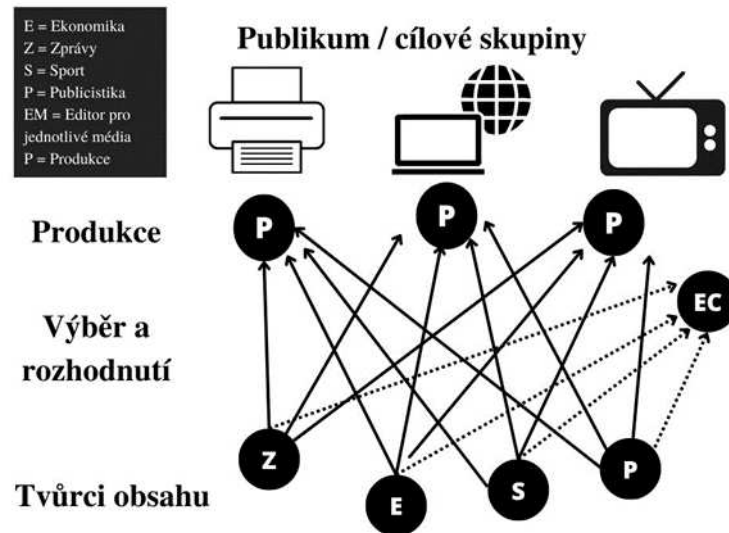 E = Ekonomika
Z = Zprávy
S = Sport
P = Publicistika
EM = Editor pro
jednotlivé média
P = Produkce
Publikum / cílové skupiny
Produkce
P
P
P
EC
Výběr a
rozhodnutí
Z
E
S
P
Tvůrci obsahu